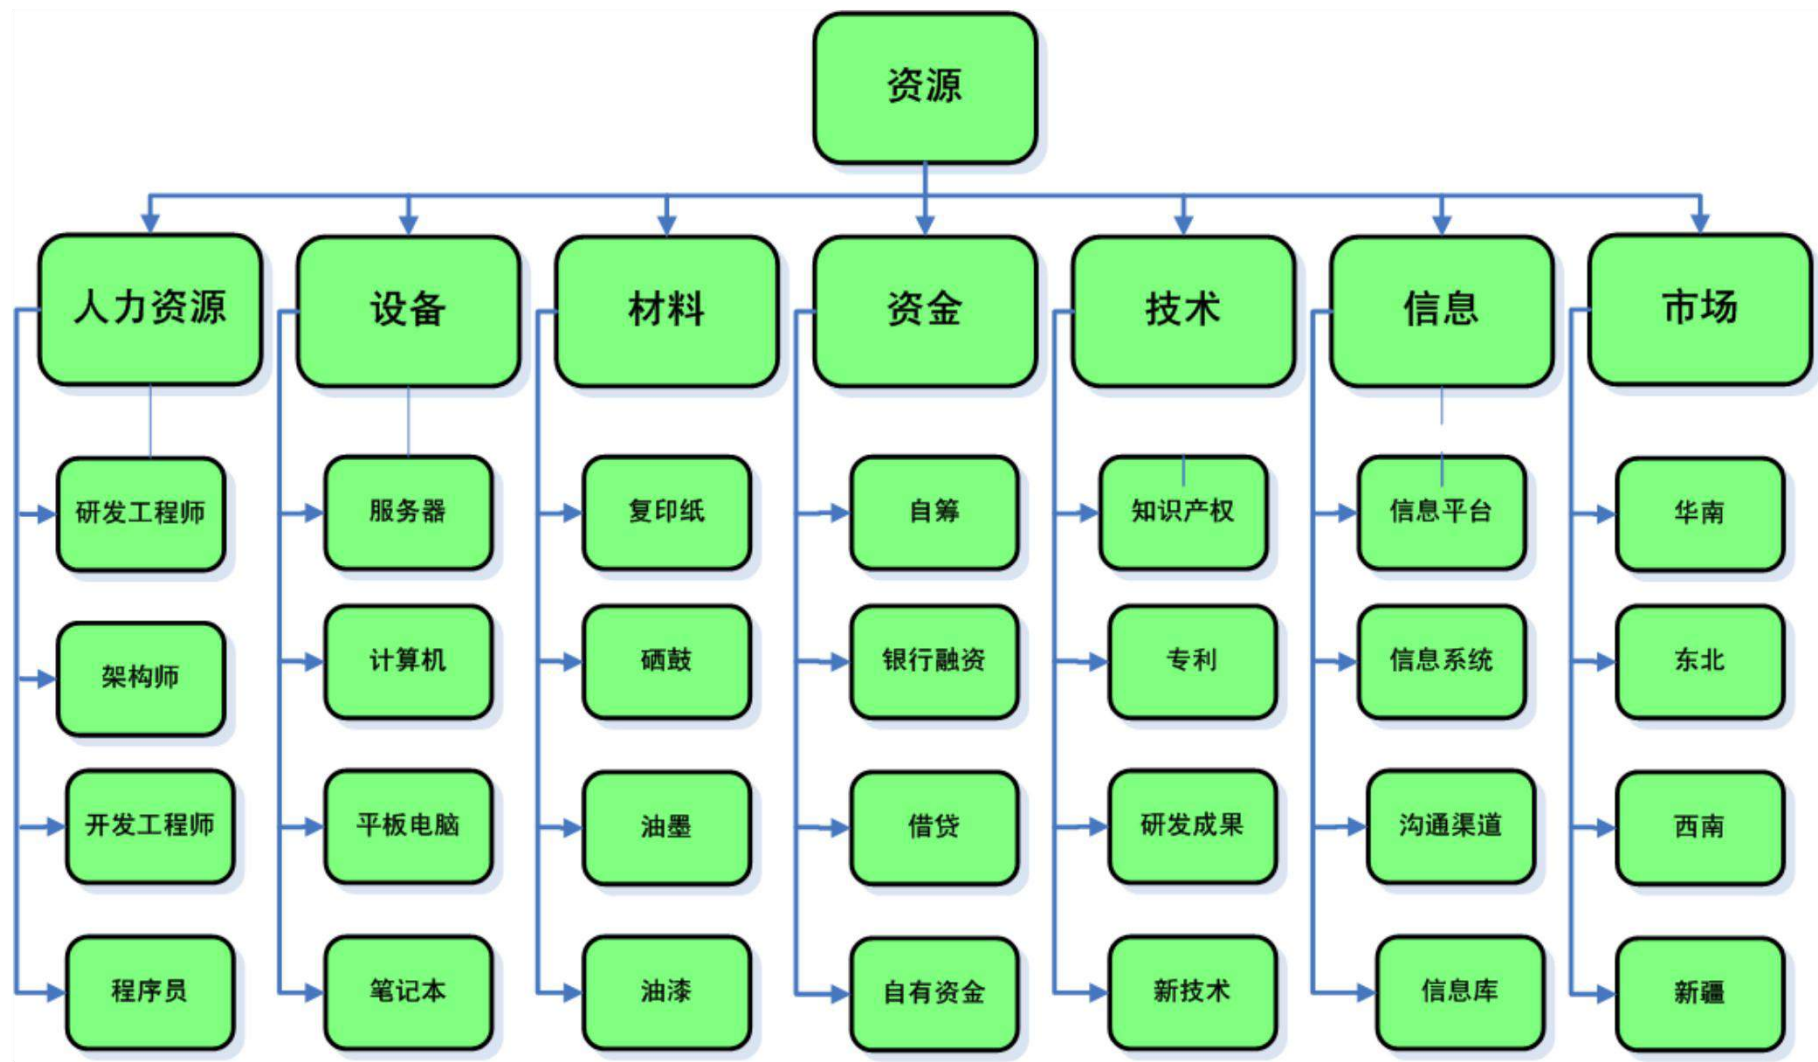 资源
人力资源
设备
材料
资金
技术
信息
市场
研发工程师
服务器
复印纸
自筹
知识产权
信息平台
华南
架构师
计算机
硒鼓
银行融资
专利
信息系统
东北
开发工程师
平板电脑
油墨
借贷
研发成果
沟通渠道
西南
程序员
笔记本
油漆
自有资金
新技术
信息库
新疆